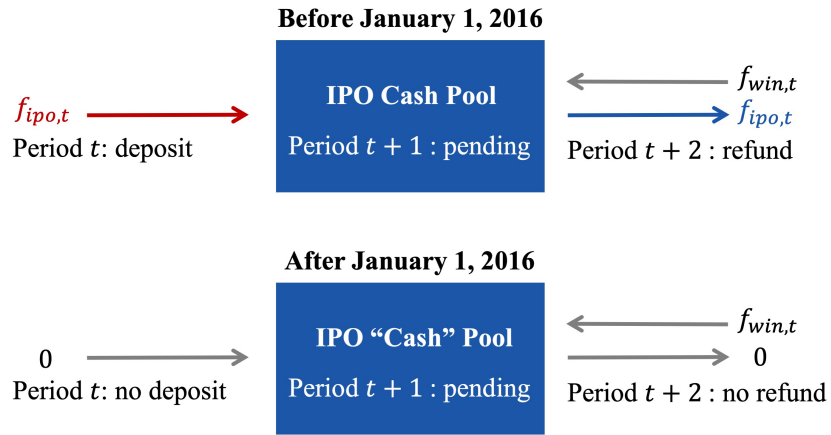 Before January 1, 2016
IPO Cash Pool
Period t + 1 : pending
f_{ipo,t}
Period t: deposit
f_{win,t}
f_{ipo,t}
Period t + 2 : refund
After January 1, 2016
IPO “Cash” Pool
Period t + 1 : pending
0
Period t: no deposit
f_{win,t}
0
Period t + 2 : no refund